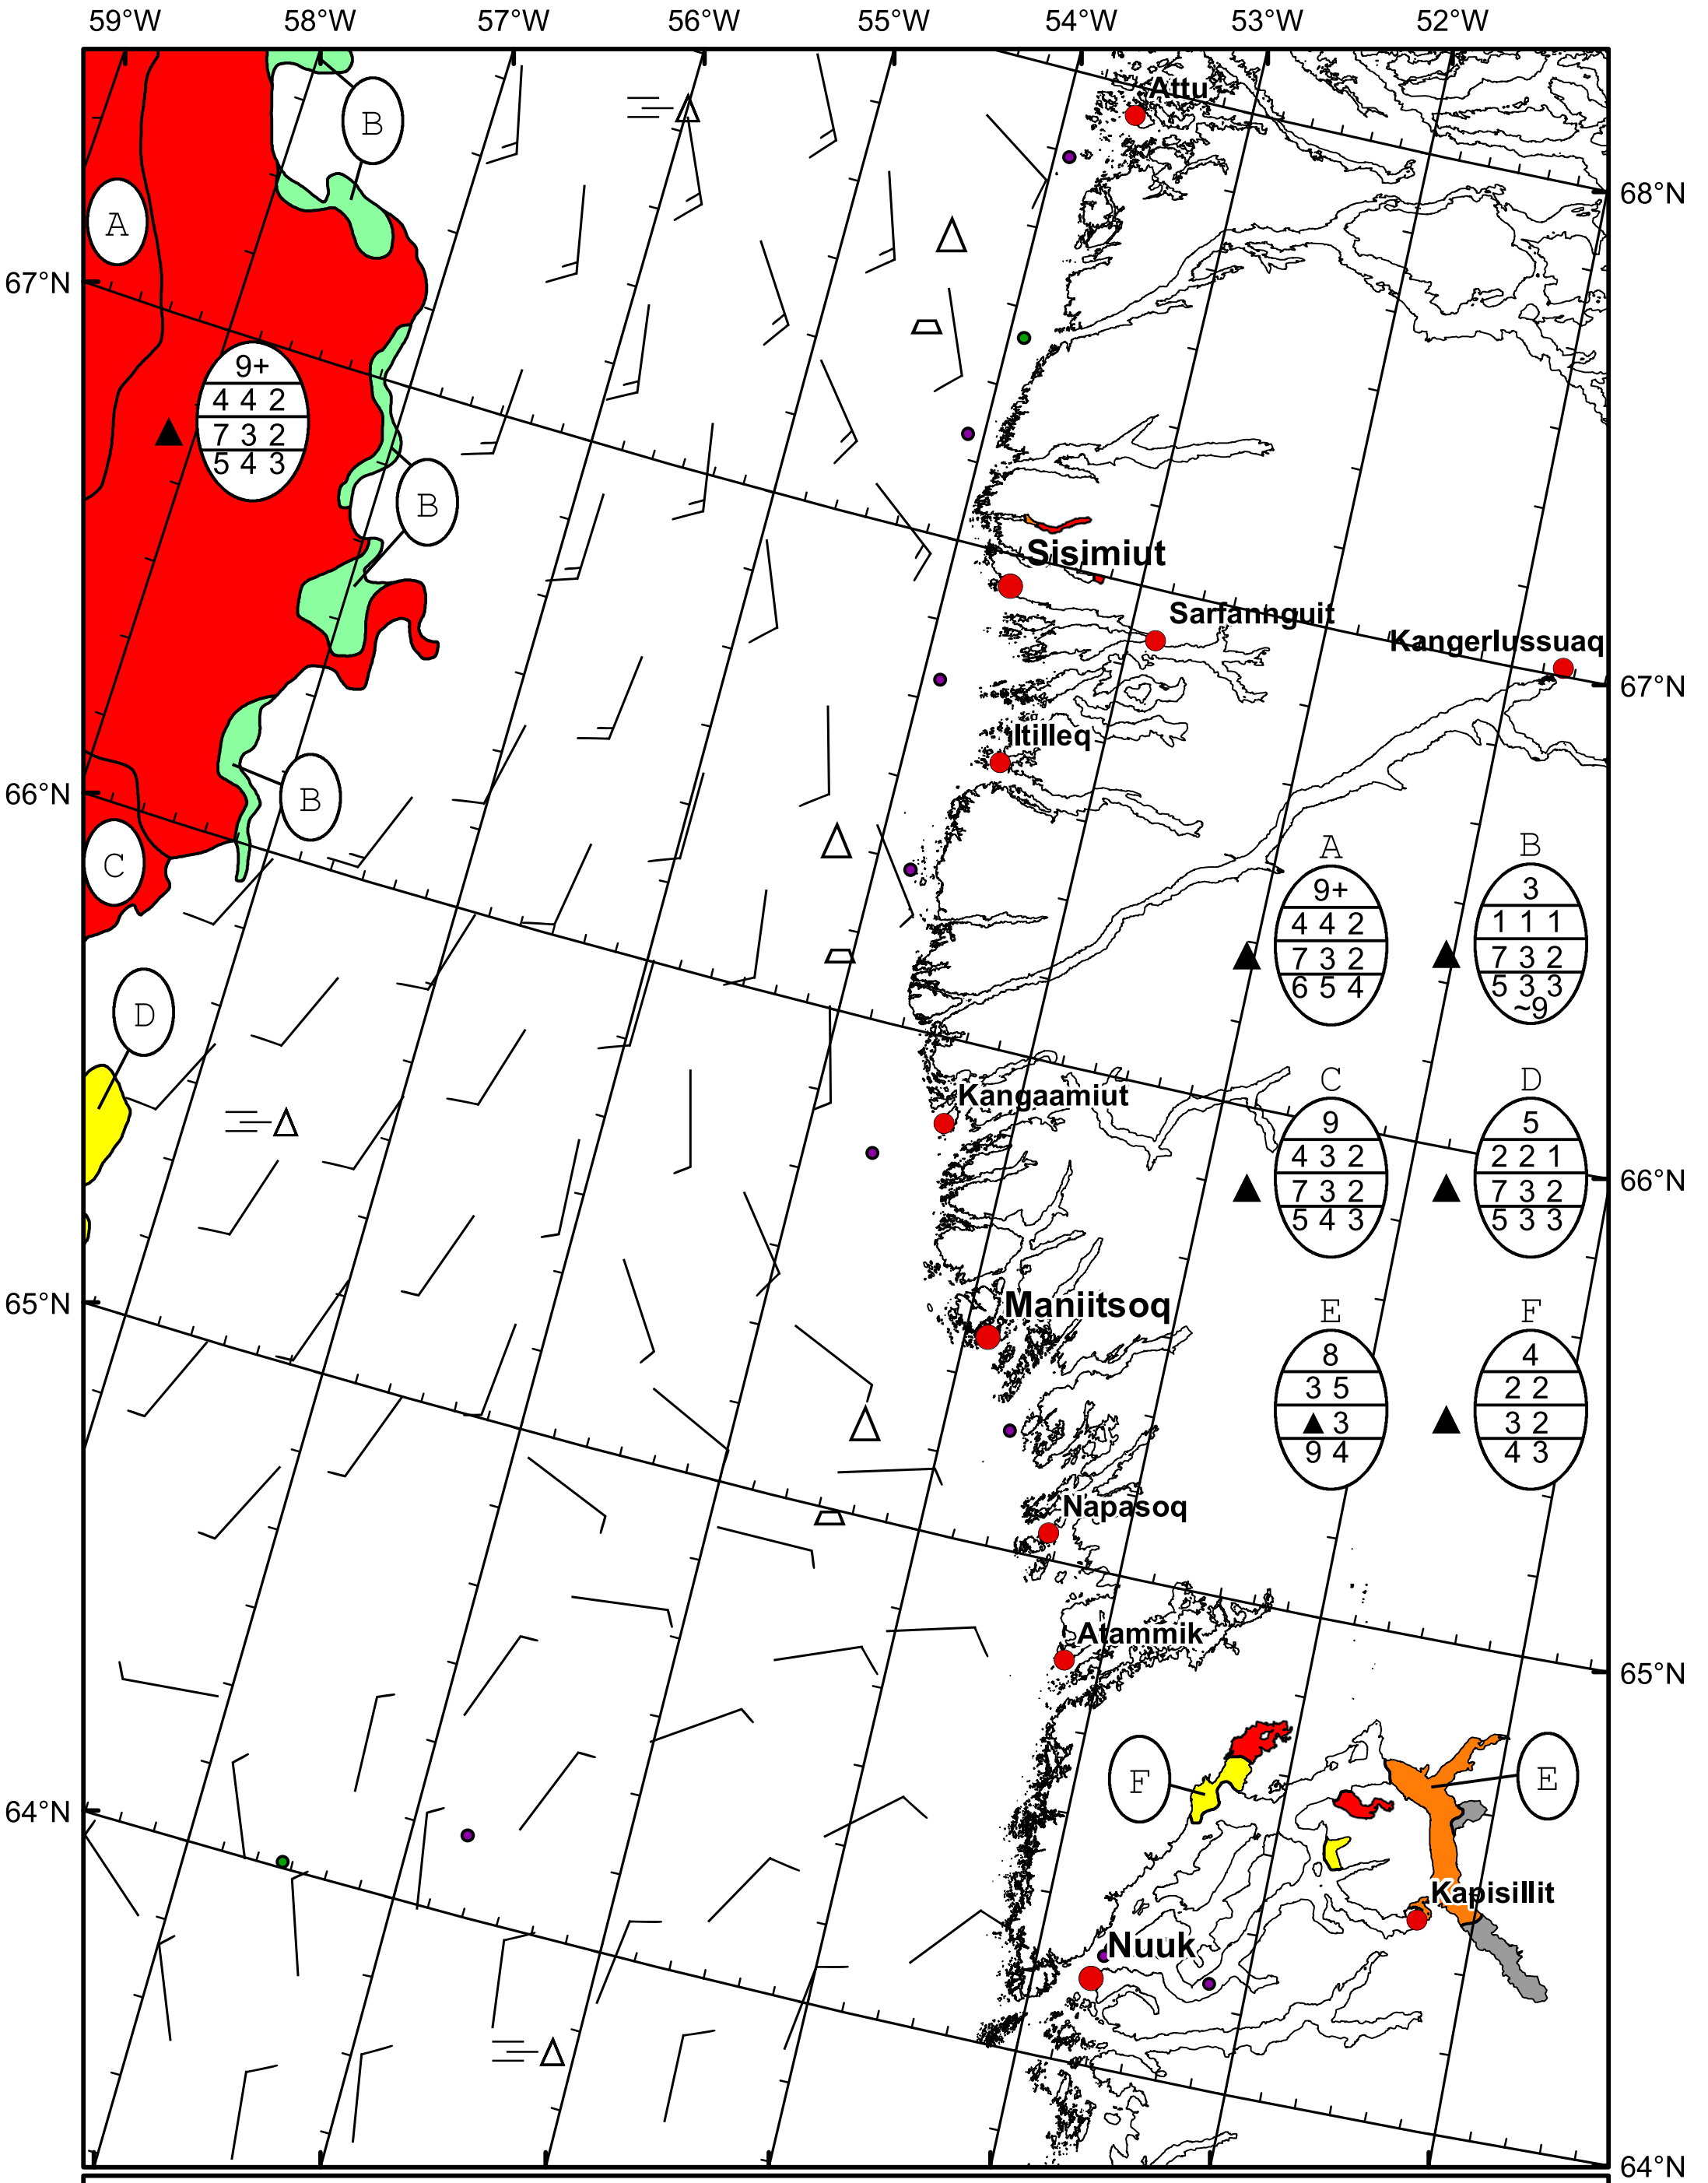 59°W 58°W 57°W 56°W 55°W 54°W 53°W 52°W
Attu
B
68°N
A
67°N
9+
4 4 2
7 3 2
5 4 3
B
Sisimiut
Sarfannguit
Kangerlussuaq
67°N
Itilleq
66°N
B
C
A
9+
4 4 2
7 3 2
6 5 4
B
3
1 1 1
7 3 2
5 3 3
~9
D
Kangaamiut
C
9
4 3 2
7 3 2
5 4 3
D
5
2 2 1
7 3 2
5 3 3
66°N
65°N
Maniitsoq
E
8
3 5
▲ 3
9 4
F
4
2 2
3 2
4 3
Napasoq
Atammik
65°N
F
E
64°N
Kapisillit
Nuuk
64°N